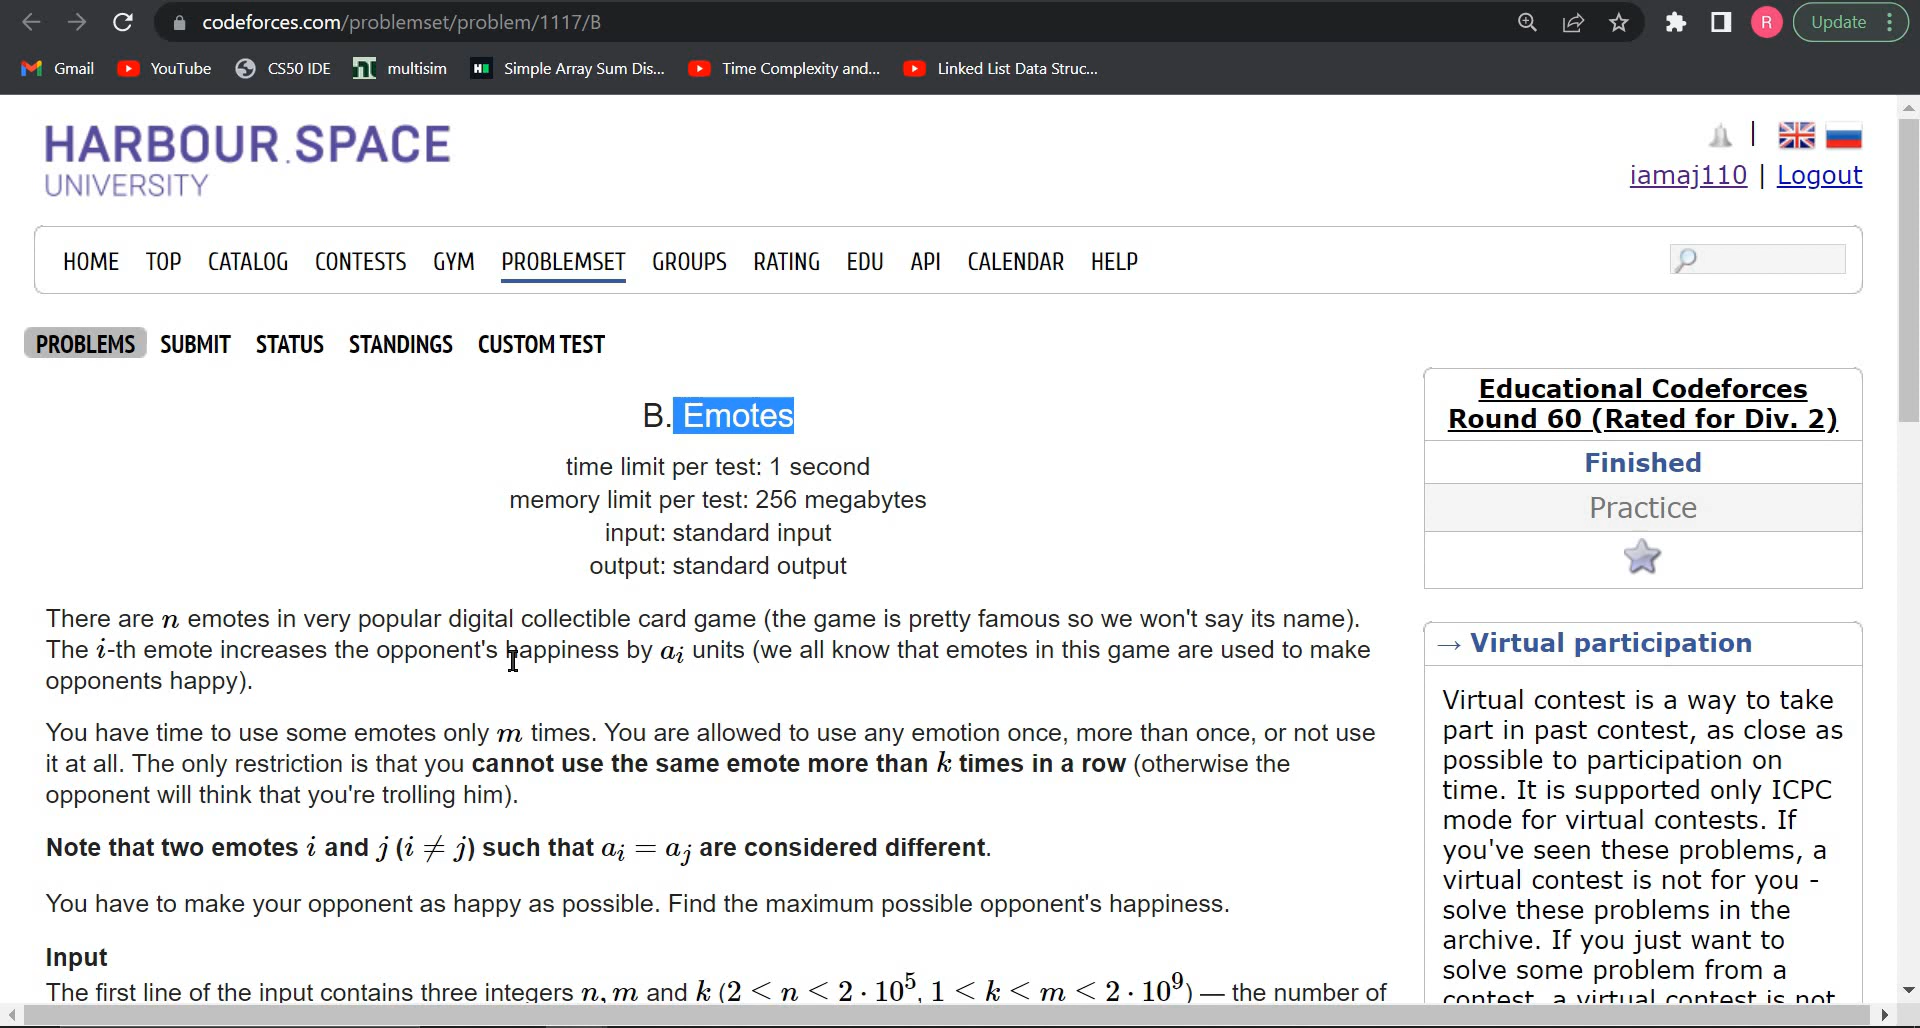 codeforces.com/problemset/problem/1117/B
R
Update
Gmail
YouTube
CS50 IDE
multisim
Simple Array Sum Dis...
Time Complexity and...
Linked List Data Struc...
HARBOUR.SPACE
UNIVERSITY
iamaj110 | Logout
HOME TOP CATALOG CONTESTS GYM PROBLEMSET GROUPS RATING EDU API CALENDAR HELP
PROBLEMS SUBMIT STATUS STANDINGS CUSTOM TEST
B. Emotes
time limit per test: 1 second
memory limit per test: 256 megabytes
input: standard input
output: standard output
There are n emotes in very popular digital collectible card game (the game is pretty famous so we won't say its name).
The i-th emote increases the opponent's happiness by aᵢ units (we all know that emotes in this game are used to make
opponents happy).
You have time to use some emotes only m times. You are allowed to use any emotion once, more than once, or not use
it at all. The only restriction is that you cannot use the same emote more than k times in a row (otherwise the
opponent will think that you're trolling him).
Note that two emotes i and j (i ≠ j) such that aᵢ = aⱼ are considered different.
You have to make your opponent as happy as possible. Find the maximum possible opponent's happiness.
Input
The first line of the input contains three integers n, m and k (2 ≤ n ≤ 2 · 10⁵, 1 ≤ k ≤ m ≤ 2 · 10⁹) — the number of
Educational Codeforces
Round 60 (Rated for Div. 2)
Finished
Practice
→ Virtual participation
Virtual contest is a way to take
part in past contest, as close as
possible to participation on
time. It is supported only ICPC
mode for virtual contests. If
you've seen these problems, a
virtual contest is not for you -
solve these problems in the
archive. If you just want to
solve some problem from a
contest, a virtual contest is not